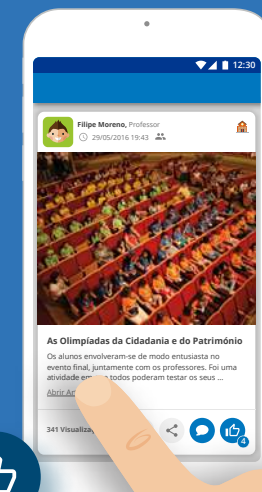 12:30
Filipe Moreno, Professor
29/05/2016 19:43
As Olimpíadas da Cidadania e do Património
Os alunos envolveram-se de modo entusiasta no
evento final, juntamente com os professores. Foi uma
atividade em todos poderam testar os seus ...
Abrir
341
4